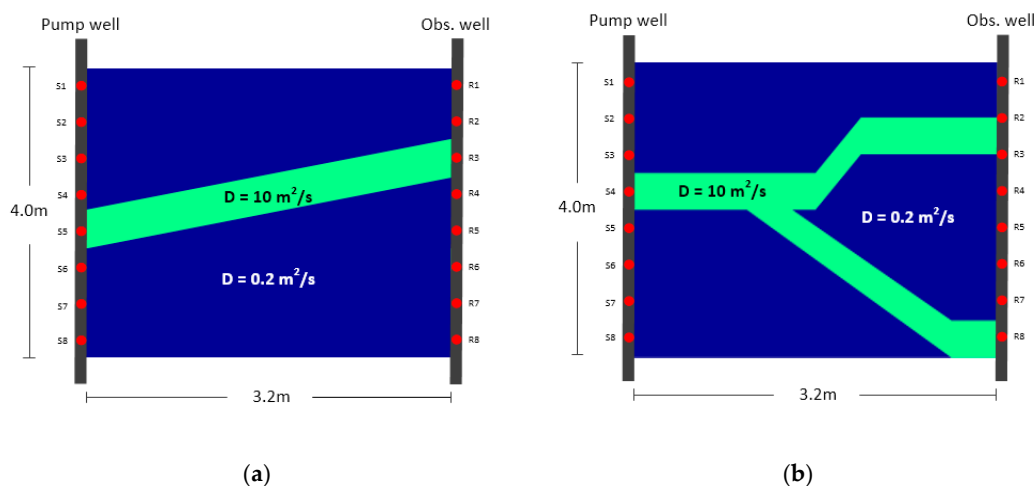 Pump well
Obs. well
S1
S2
S3
S4
S5
S6
S7
S8
R1
R2
R3
R4
R5
R6
R7
R8
4.0m
D = 10 m²/s
D = 0.2 m²/s
3.2m
(a)
Pump well
Obs. well
S1
S2
S3
S4
S5
S6
S7
S8
R1
R2
R3
R4
R5
R6
R7
R8
4.0m
D = 10 m²/s
D = 0.2 m²/s
3.2m
(b)